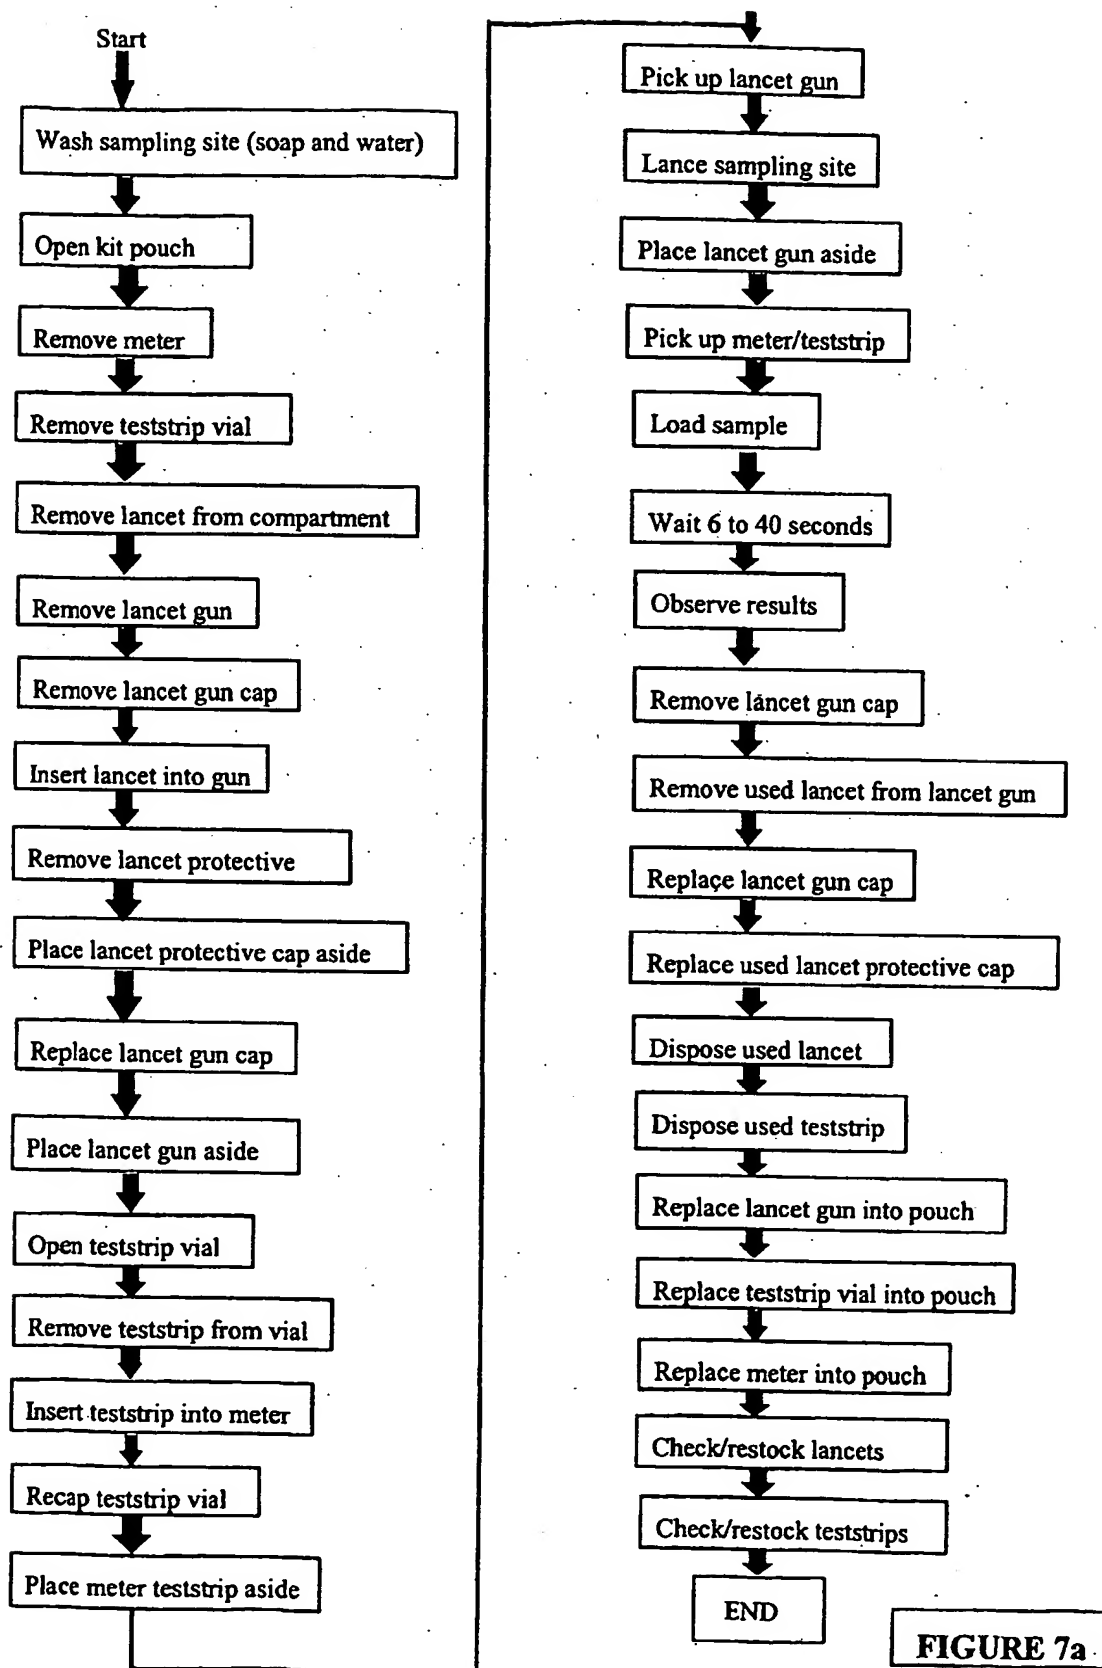 Start
Wash sampling site (soap and water)
Open kit pouch
Remove meter
Remove teststrip vial
Remove lancet from compartment
Remove lancet gun
Remove lancet gun cap
Insert lancet into gun
Remove lancet protective
Place lancet protective cap aside
Replace lancet gun cap
Place lancet gun aside
Open teststrip vial
Remove teststrip from vial
Insert teststrip into meter
Recap teststrip vial
Place meter teststrip aside
Pick up lancet gun
Lance sampling site
Place lancet gun aside
Pick up meter/teststrip
Load sample
Wait 6 to 40 seconds
Observe results
Remove lancet gun cap
Remove used lancet from lancet gun
Replace lancet gun cap
Replace used lancet protective cap
Dispose used lancet
Dispose used teststrip
Replace lancet gun into pouch
Replace teststrip vial into pouch
Replace meter into pouch
Check/restock lancets
Check/restock teststrips
END
FIGURE 7a